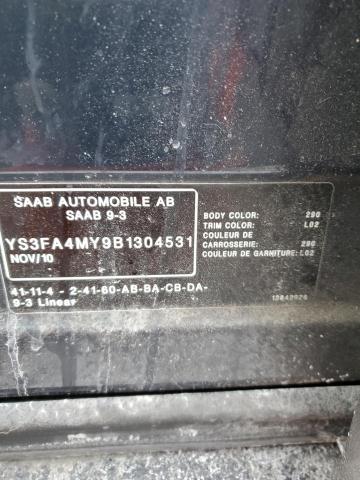 SAAB AUTOMOBILE AB
SAAB 9-3
YS3FA4MY9B1304531
NOV/10
41-11-4 - 2-41-60-AB-BA-CB-DA-
9-3 Linear
BODY COLOR: 290
TRIM COLOR: L02
COULEUR DE
CARROSSERIE: 290
COULEUR DE GARNITURE: L02